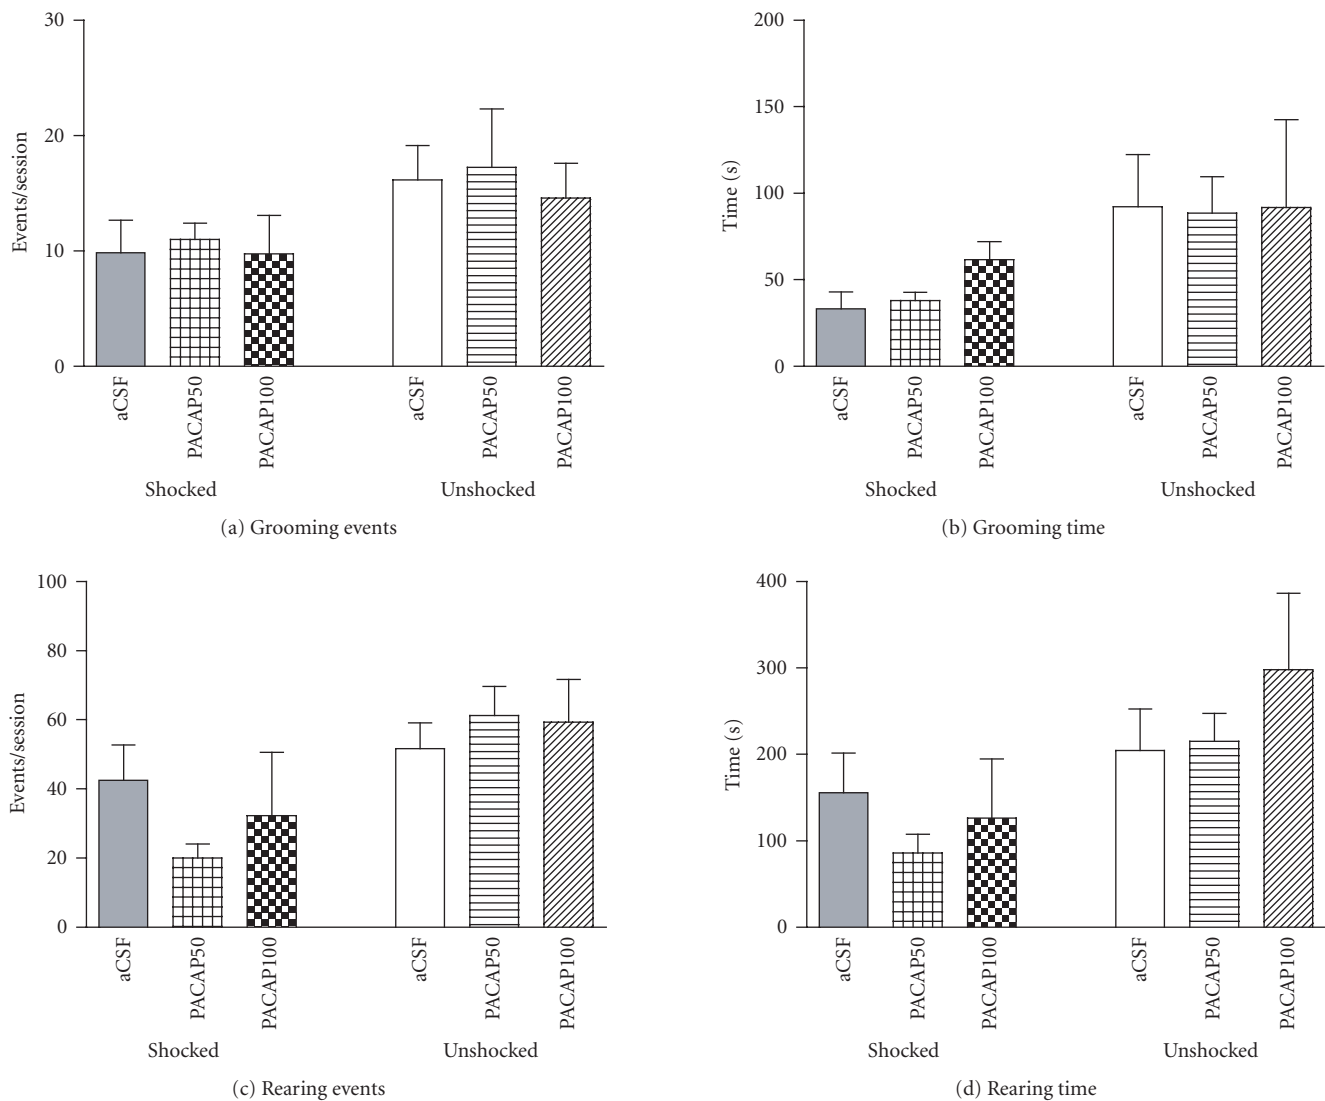 30
20
10
0
Events/session
aCSF
PACAP50
PACAP100
aCSF
PACAP50
PACAP100
Shocked
Unshocked
(a) Grooming events
200
150
100
50
0
Time (s)
aCSF
PACAP50
PACAP100
aCSF
PACAP50
PACAP100
Shocked
Unshocked
(b) Grooming time
100
80
60
40
20
0
Events/session
aCSF
PACAP50
PACAP100
aCSF
PACAP50
PACAP100
Shocked
Unshocked
(c) Rearing events
400
300
200
100
0
Time (s)
aCSF
PACAP50
PACAP100
aCSF
PACAP50
PACAP100
Shocked
Unshocked
(d) Rearing time